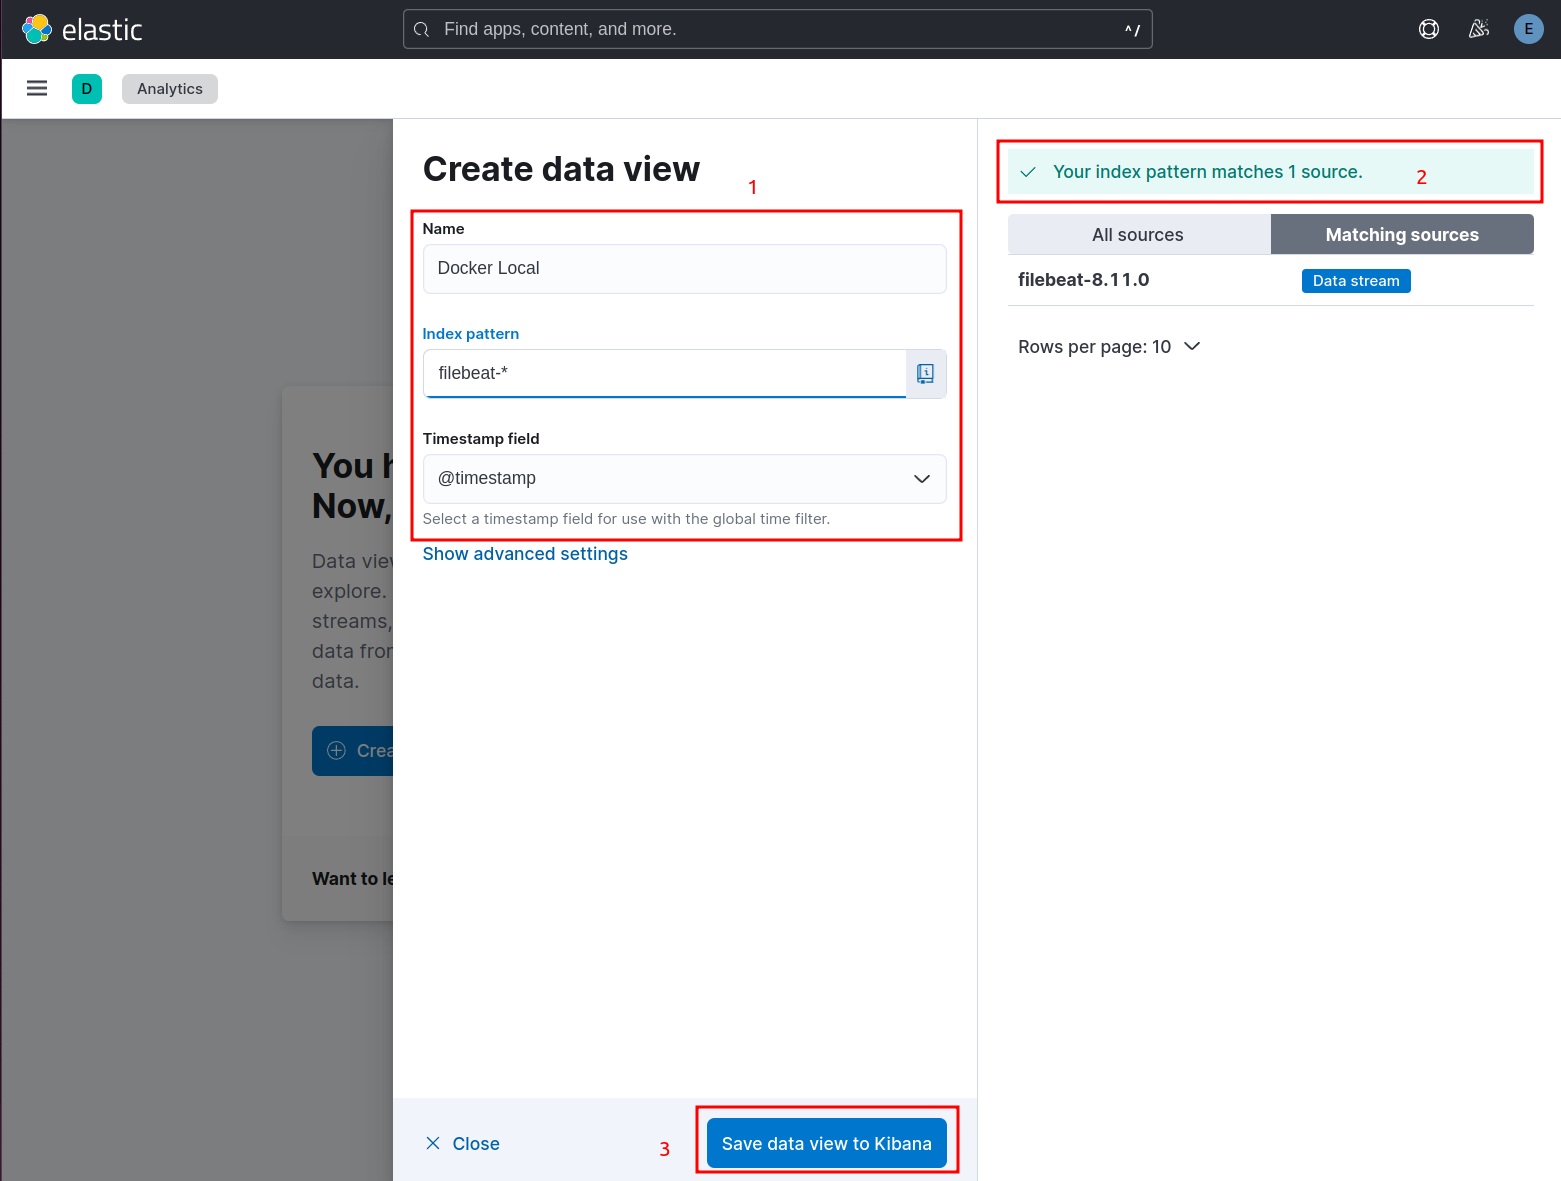 elastic
Find apps, content, and more.
^/
E
D
Analytics
You h
Now,
Data view
explore.
streams,
data from
data.
Crea
Want to le
Create data view
1
Name
Docker Local
Index pattern
filebeat-*
Timestamp field
@timestamp
Select a timestamp field for use with the global time filter.
Show advanced settings
Close
3
Save data view to Kibana
Your index pattern matches 1 source.
2
All sources
Matching sources
filebeat-8.11.0
Data stream
Rows per page: 10